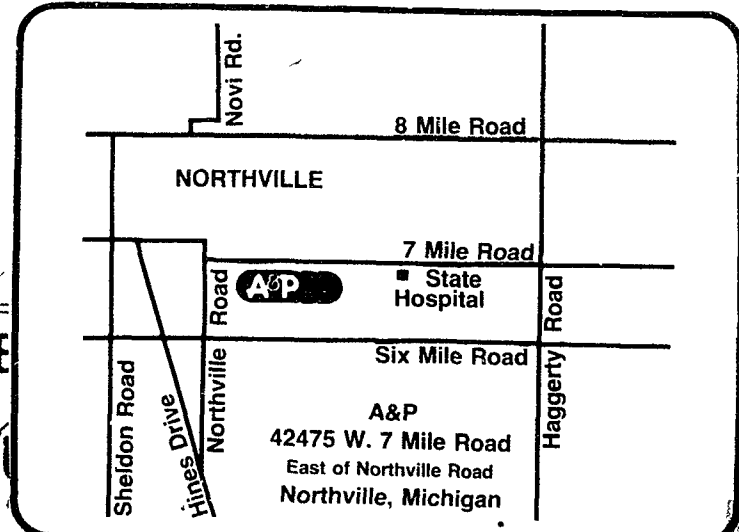 Novi Rd.
8 Mile Road
NORTHVILLE
7 Mile Road
A&P
State
Hospital
Northville Road
Haggerty Road
Six Mile Road
Sheldon Road
Hines Drive
A&P
42475 W. 7 Mile Road
East of Northville Road
Northville, Michigan